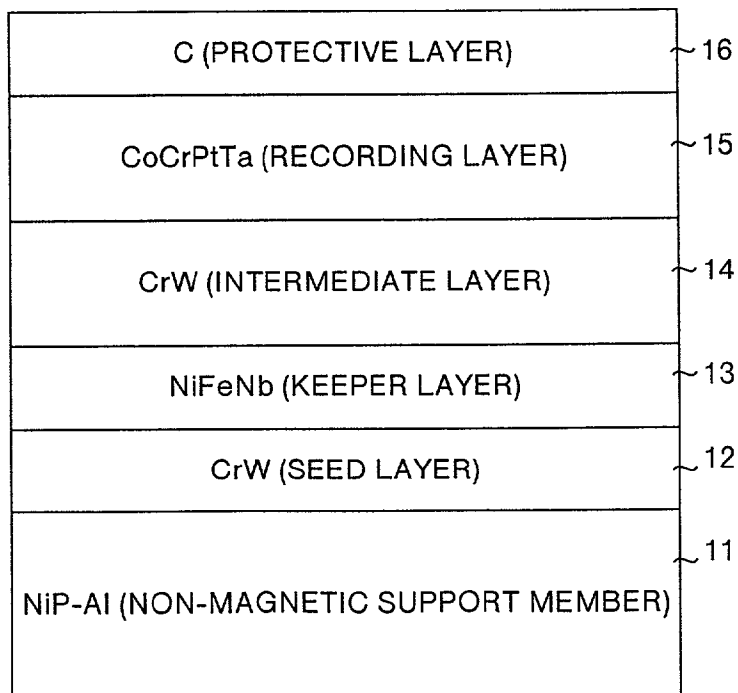 C (PROTECTIVE LAYER) 16
CoCrPtTa (RECORDING LAYER) 15
CrW (INTERMEDIATE LAYER) 14
NiFeNb (KEEPER LAYER) 13
CrW (SEED LAYER) 12
NiP-Al (NON-MAGNETIC SUPPORT MEMBER) 11